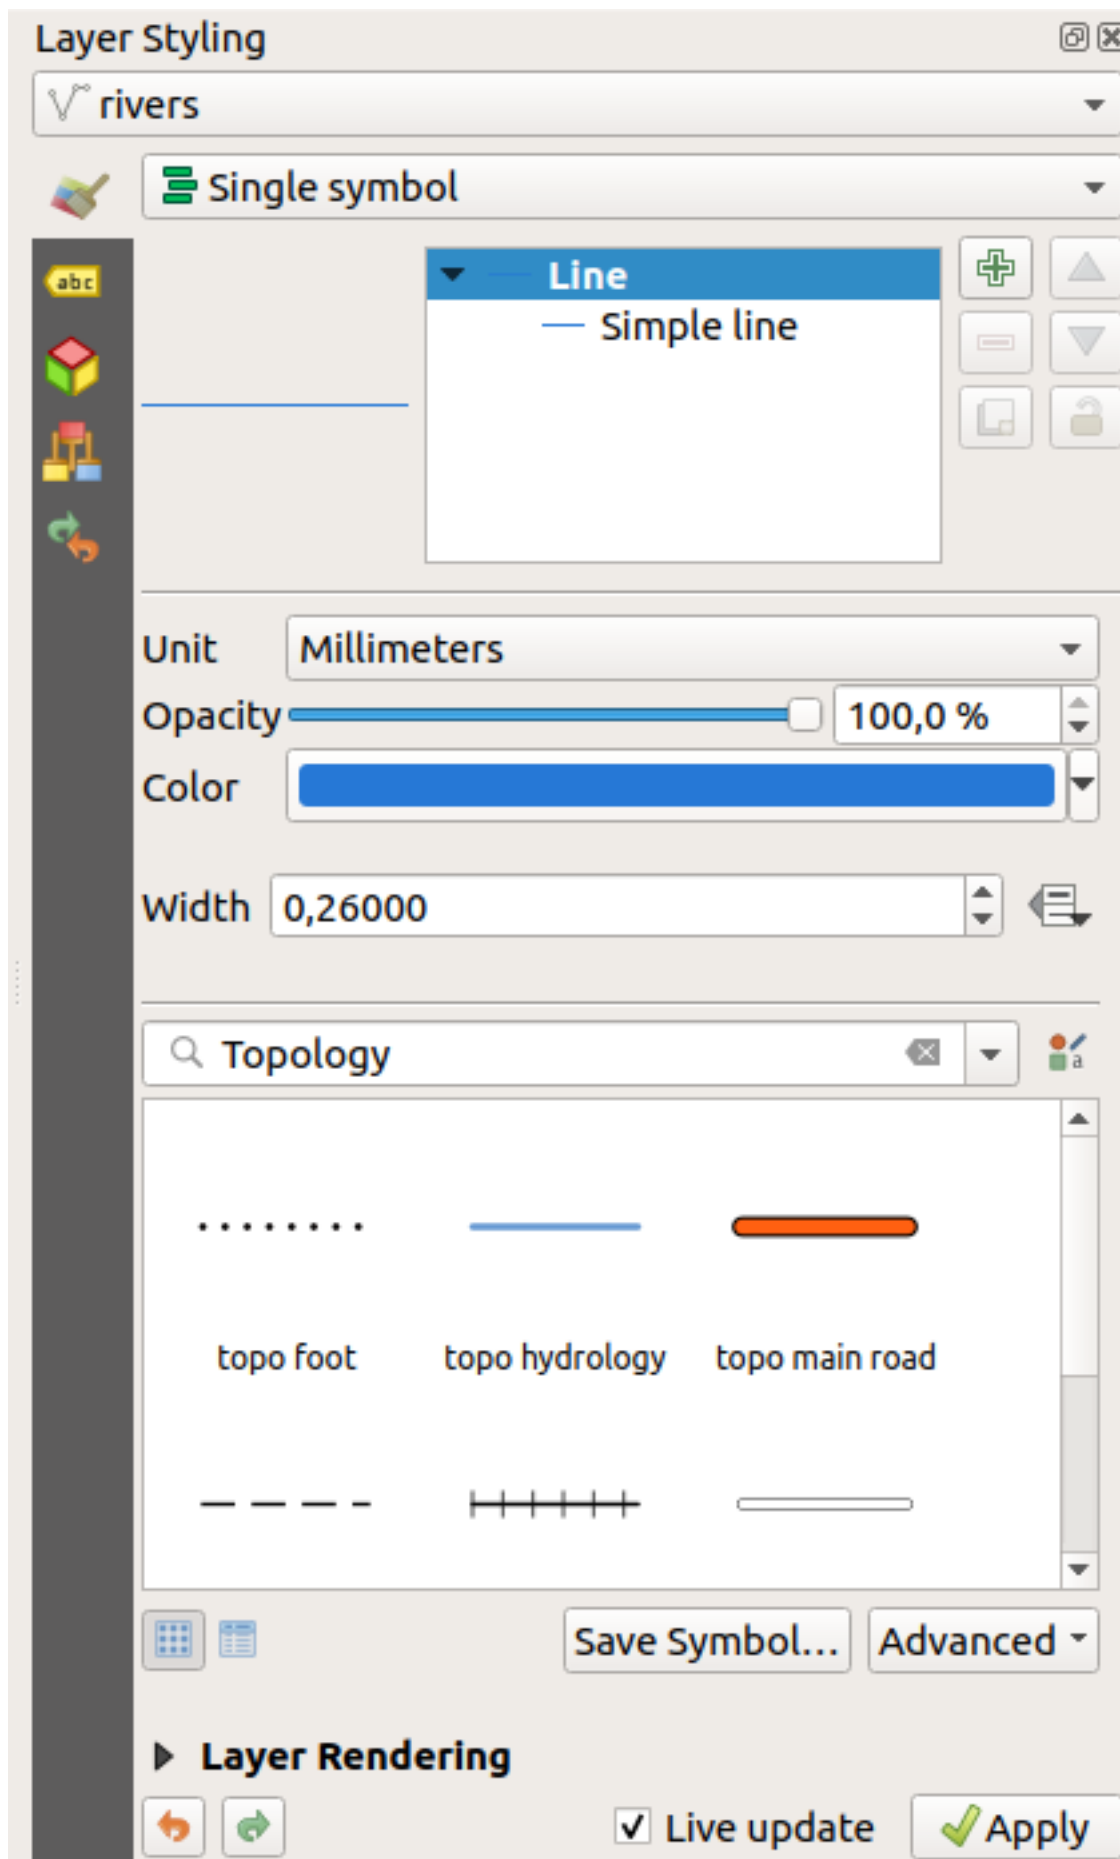 Layer Styling
rivers
Single symbol
abc
Line
Simple line
Unit
Millimeters
Opacity
100,0 %
Color
Width
0,26000
Topology
a
topo foot
topo hydrology
topo main road
Save Symbol...
Advanced
Layer Rendering
Live update
Apply